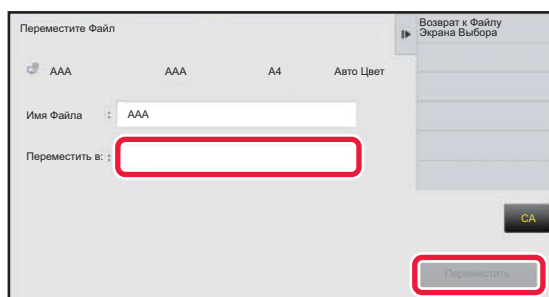 Переместите Файл
Возврат к Файлу
Экрана Выбора
AAA AAA A4 Авто Цвет
Имя Файла : AAA
Переместить в: :
CA
Переместить